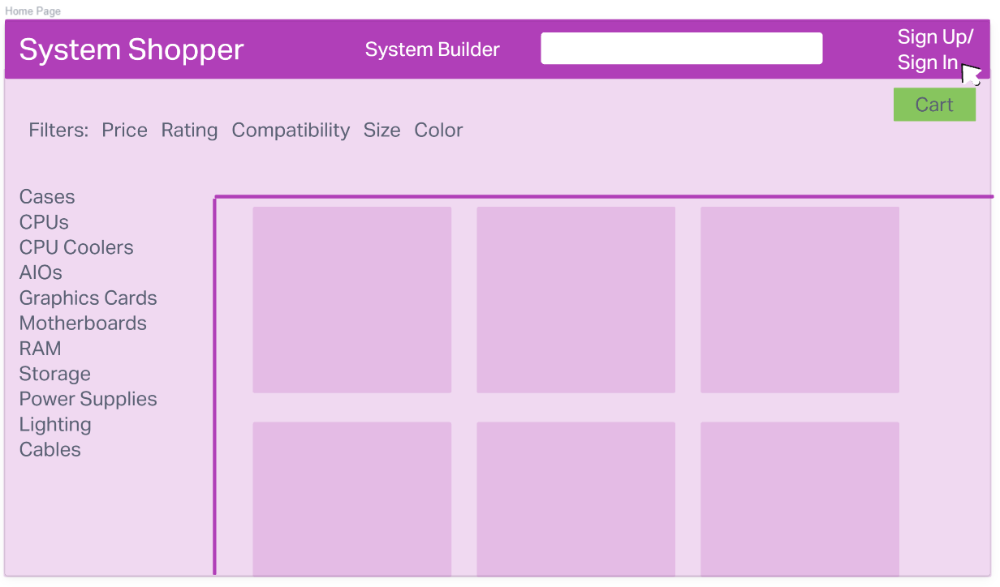 Home Page
System Shopper
System Builder
Sign Up/
Sign In
Cart
Filters: Price Rating Compatibility Size Color
Cases
CPUs
CPU Coolers
AIOs
Graphics Cards
Motherboards
RAM
Storage
Power Supplies
Lighting
Cables